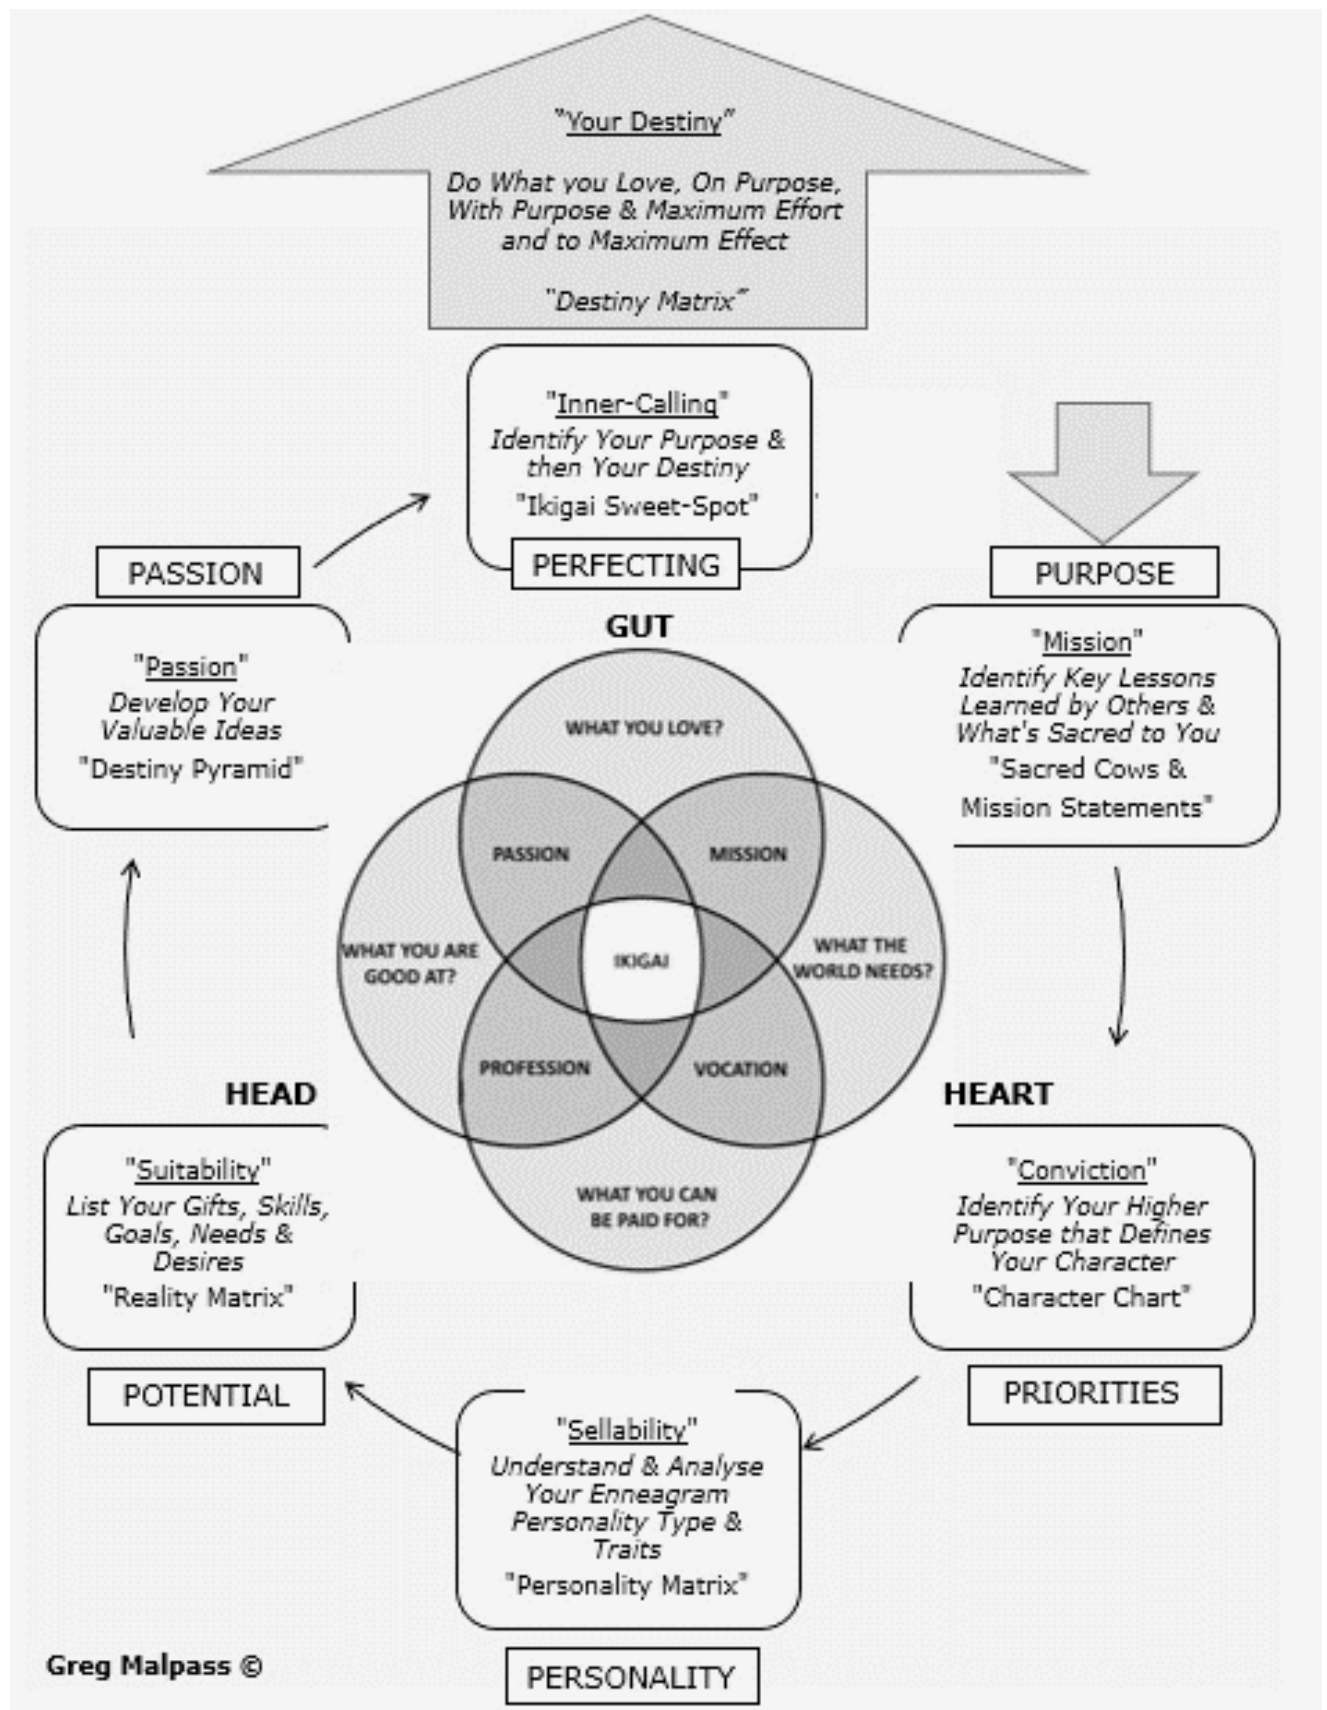 "Your Destiny"
Do What you Love, On Purpose,
With Purpose & Maximum Effort
and to Maximum Effect
"Destiny Matrix"
"Inner-Calling"
Identify Your Purpose &
then Your Destiny
"Ikigai Sweet-Spot"
PERFECTING
PASSION
"Passion"
Develop Your
Valuable Ideas
"Destiny Pyramid"
PURPOSE
"Mission"
Identify Key Lessons
Learned by Others &
What's Sacred to You
"Sacred Cows &
Mission Statements"
GUT
WHAT YOU LOVE?
PASSION
MISSION
WHAT YOU ARE
GOOD AT?
IKIGAI
WHAT THE
WORLD NEEDS?
PROFESSION
VOCATION
WHAT YOU CAN
BE PAID FOR?
HEAD
HEART
"Suitability"
List Your Gifts, Skills,
Goals, Needs &
Desires
"Reality Matrix"
POTENTIAL
"Conviction"
Identify Your Higher
Purpose that Defines
Your Character
"Character Chart"
PRIORITIES
"Sellability"
Understand & Analyse
Your Enneagram
Personality Type &
Traits
"Personality Matrix"
PERSONALITY
Greg Malpass ©